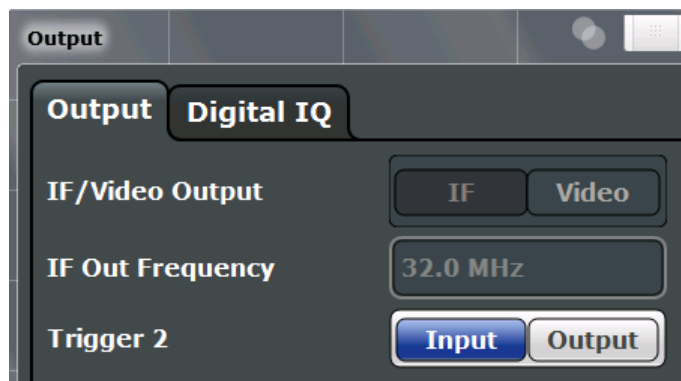 Output
Output Digital IQ
IF/Video Output IF Video
IF Out Frequency 32.0 MHz
Trigger 2 Input Output